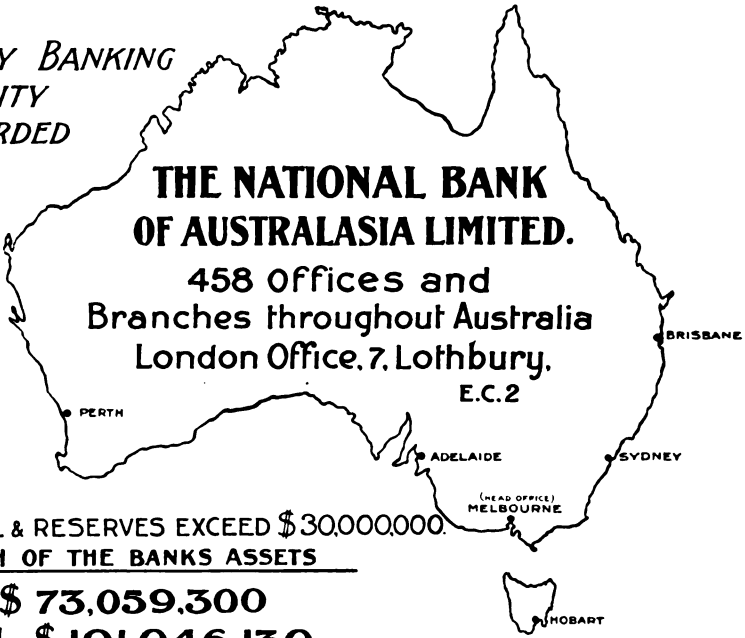 BANKING
THE NATIONAL BANK
OF AUSTRALASIA LIMITED.
458 Offices and
Branches throughout Australia
London Office, 7, Lothbury,
E.C.2
BRISBANE
PERTH
ADELAIDE
SYDNEY
(HEAD OFFICE)
MELBOURNE
& RESERVES EXCEED $30,000,000.
OF THE BANKS ASSETS
$ 73,059,300
HOBART